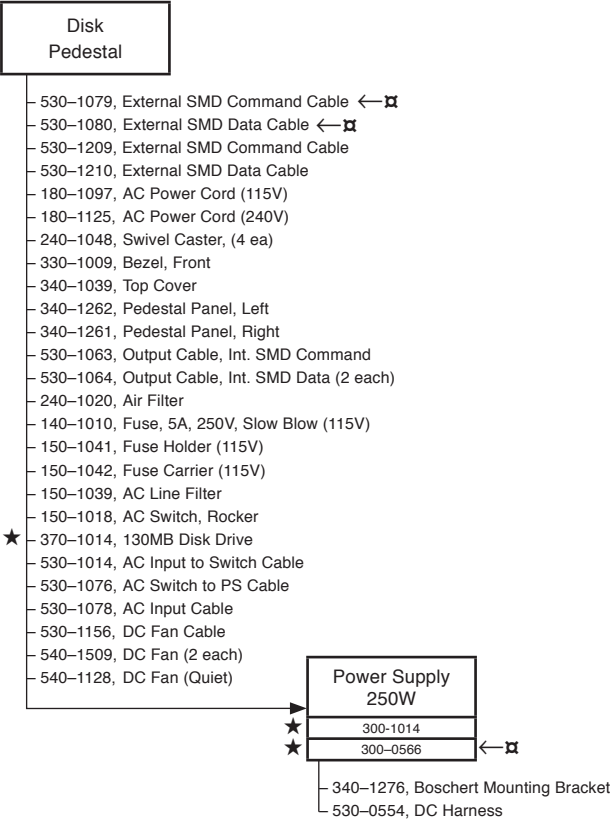 Disk
Pedestal
530–1079, External SMD Command Cable ←¤
530–1080, External SMD Data Cable ←¤
530–1209, External SMD Command Cable
530–1210, External SMD Data Cable
180–1097, AC Power Cord (115V)
180–1125, AC Power Cord (240V)
240–1048, Swivel Caster, (4 ea)
330–1009, Bezel, Front
340–1039, Top Cover
340–1262, Pedestal Panel, Left
340–1261, Pedestal Panel, Right
530–1063, Output Cable, Int. SMD Command
530–1064, Output Cable, Int. SMD Data (2 each)
240–1020, Air Filter
140–1010, Fuse, 5A, 250V, Slow Blow (115V)
150–1041, Fuse Holder (115V)
150–1042, Fuse Carrier (115V)
150–1039, AC Line Filter
150–1018, AC Switch, Rocker
★ 370–1014, 130MB Disk Drive
530–1014, AC Input to Switch Cable
530–1076, AC Switch to PS Cable
530–1078, AC Input Cable
530–1156, DC Fan Cable
540–1509, DC Fan (2 each)
540–1128, DC Fan (Quiet)
Power Supply
250W
★ 300-1014
★ 300–0566 ←¤
340–1276, Boschert Mounting Bracket
530–0554, DC Harness